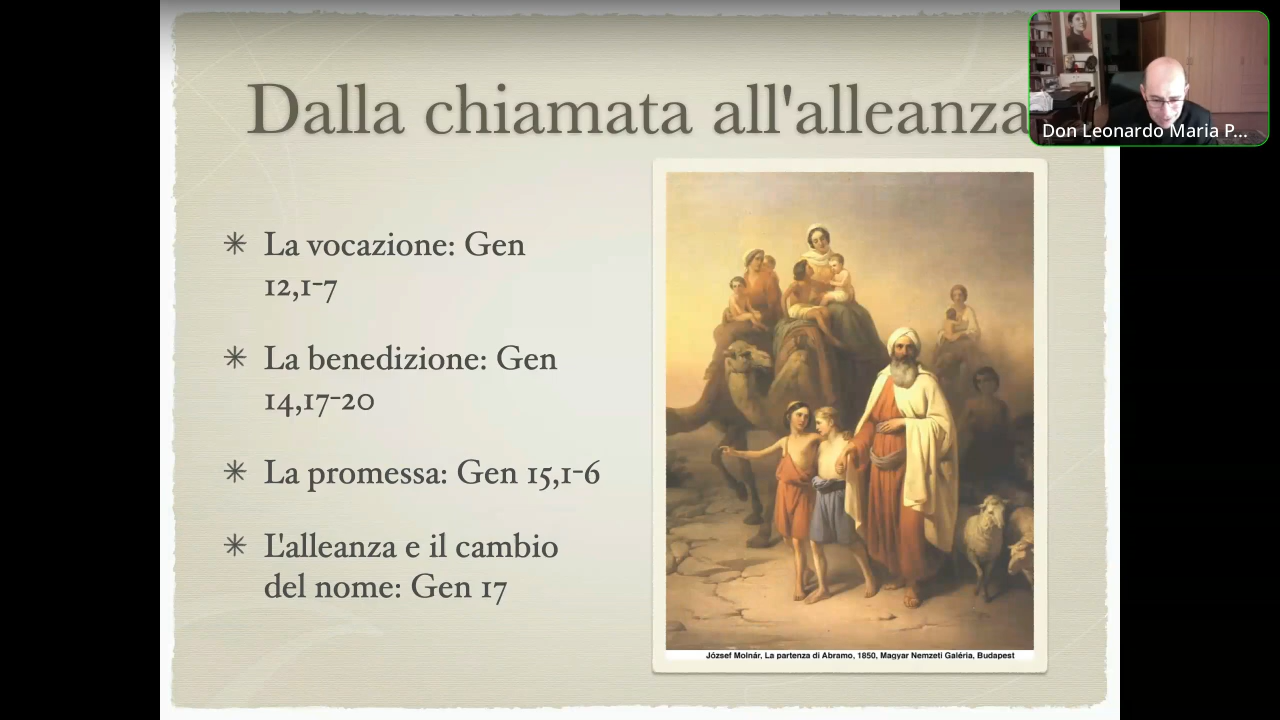 Dalla chiamata all'alleanza
Don Leonardo Maria P...
✳ La vocazione: Gen
12,1-7
✳ La benedizione: Gen
14,17-20
✳ La promessa: Gen 15,1-6
✳ L'alleanza e il cambio
del nome: Gen 17
József Molnár, La partenza di Abramo, 1850, Magyar Nemzeti Galéria, Budapest